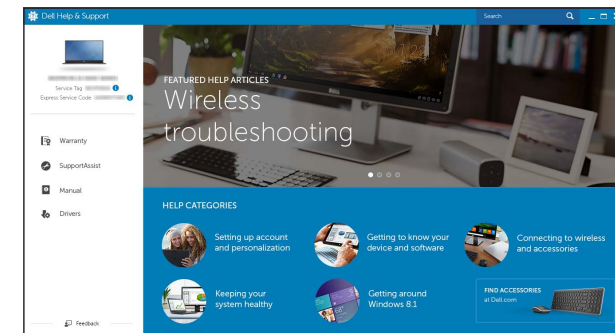 Dell Help & Support
Search
Service Tag
Express Service Code
Warranty
SupportAssist
Manual
Drivers
Feedback
FEATURED HELP ARTICLES
Wireless
troubleshooting
HELP CATEGORIES
Setting up account
and personalization
Getting to know your
device and software
Connecting to wireless
and accessories
Keeping your
system healthy
Getting around
Windows 8.1
FIND ACCESSORIES
at Dell.com